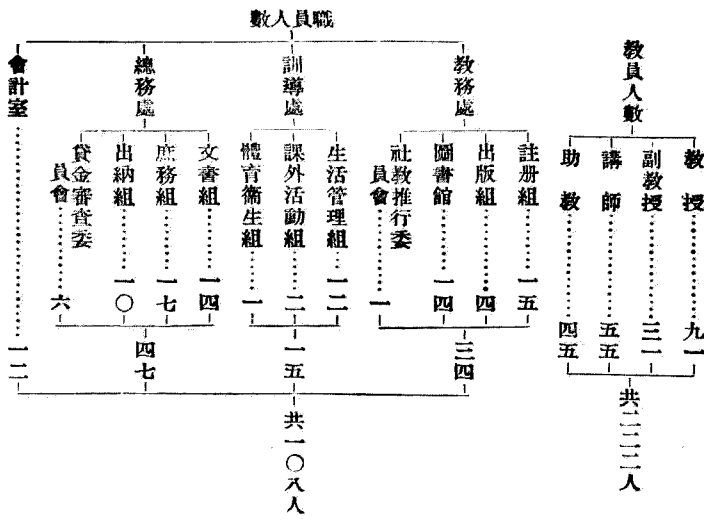 教員人數
教授………九一
副教授………三一
講師………五五
助教………四五
共二二二人
職員人數
教務處
註册組………一五
出版組………四
圖書館………一四
社教推行委員會………一
三四
訓導處
生活管理組………一二
課外活動組………二
體育衛生組………一
一五
總務處
文書組………一四
庶務組………一七
出納組………一〇
貸金審查委員會………六
四七
會計室………一二
共一〇八人